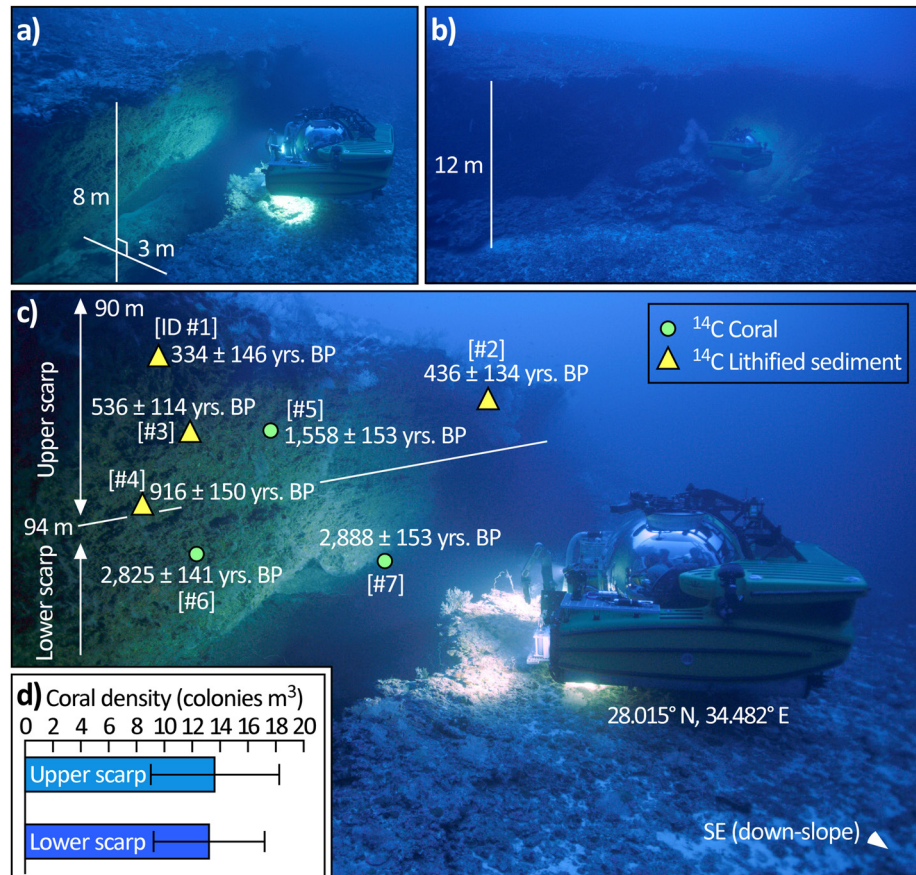 a)
8 m
3 m
b)
12 m
c)
90 m
[ID #1]
334 ± 146 yrs. BP
[#2]
436 ± 134 yrs. BP
¹⁴C Coral
¹⁴C Lithified sediment
536 ± 114 yrs. BP
[#3]
[#5]
1,558 ± 153 yrs. BP
Upper scarp
[#4]
916 ± 150 yrs. BP
94 m
Lower scarp
2,825 ± 141 yrs. BP
[#6]
2,888 ± 153 yrs. BP
[#7]
28.015° N, 34.482° E
SE (down-slope)
d) Coral density (colonies m³)
0 2 4 6 8 10 12 14 16 18 20
Upper scarp
Lower scarp